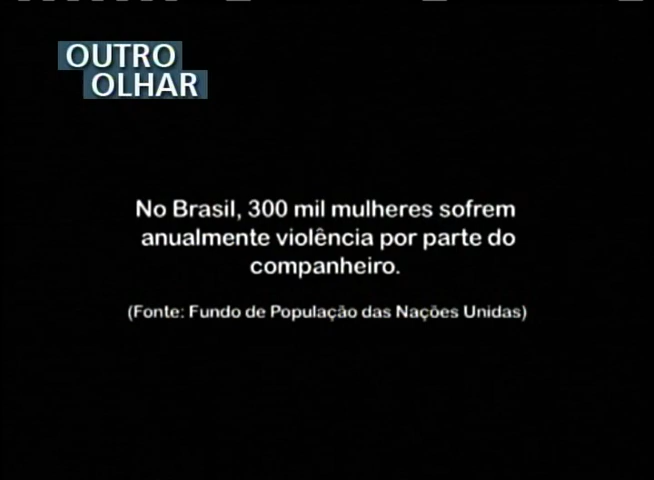 OUTRO
OLHAR
No Brasil, 300 mil mulheres sofrem
anualmente violência por parte do
companheiro.
(Fonte: Fundo de População das Nações Unidas)